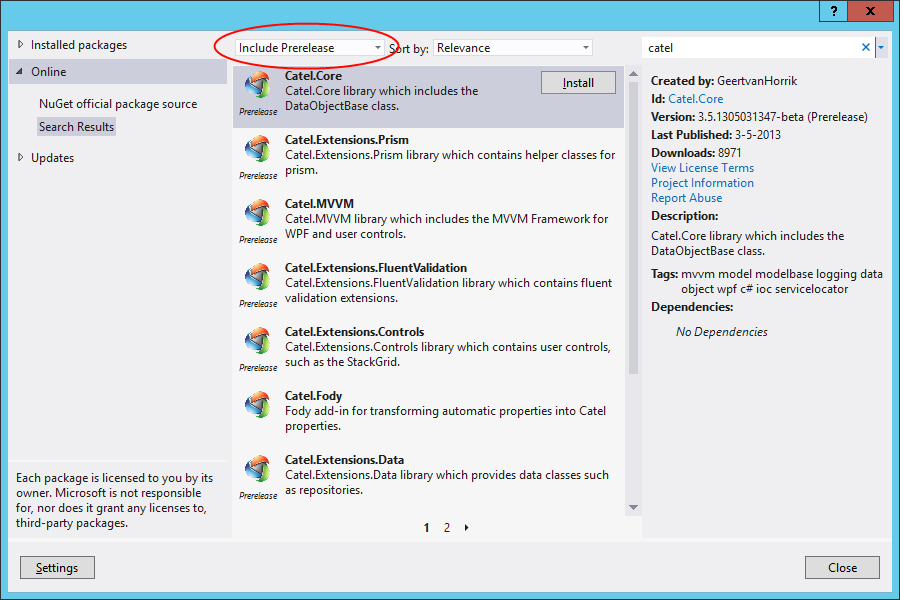 ?
x
Installed packages
Online
NuGet official package source
Search Results
Updates
Each package is licensed to you by its
owner. Microsoft is not responsible
for, nor does it grant any licenses to,
third-party packages.
Include Prerelease
Sort by: Relevance
Catel.Core
Catel.Core library which includes the
DataObjectBase class.
Prerelease
Install
Catel.Extensions.Prism
Catel.Extensions.Prism library which contains helper classes for
prism.
Prerelease
Catel.MVVM
Catel.MVVM library which includes the MVVM Framework for
WPF and user controls.
Prerelease
Catel.Extensions.FluentValidation
Catel.Extensions.FluentValidation library which contains fluent
validation extensions.
Prerelease
Catel.Extensions.Controls
Catel.Extensions.Controls library which contains user controls,
such as the StackGrid.
Prerelease
Catel.Fody
Fody add-in for transforming automatic properties into Catel
properties.
Catel.Extensions.Data
Catel.Extensions.Data library which provides data classes such
as repositories.
Prerelease
1 2
catel
Created by: GeertvanHorrik
Id: Catel.Core
Version: 3.5.1305031347-beta (Prerelease)
Last Published: 3-5-2013
Downloads: 8971
View License Terms
Project Information
Report Abuse
Description:
Catel.Core library which includes the
DataObjectBase class.
Tags: mvvm model modelbase logging data
object wpf c# ioc servicelocator
Dependencies:
No Dependencies
Settings
Close